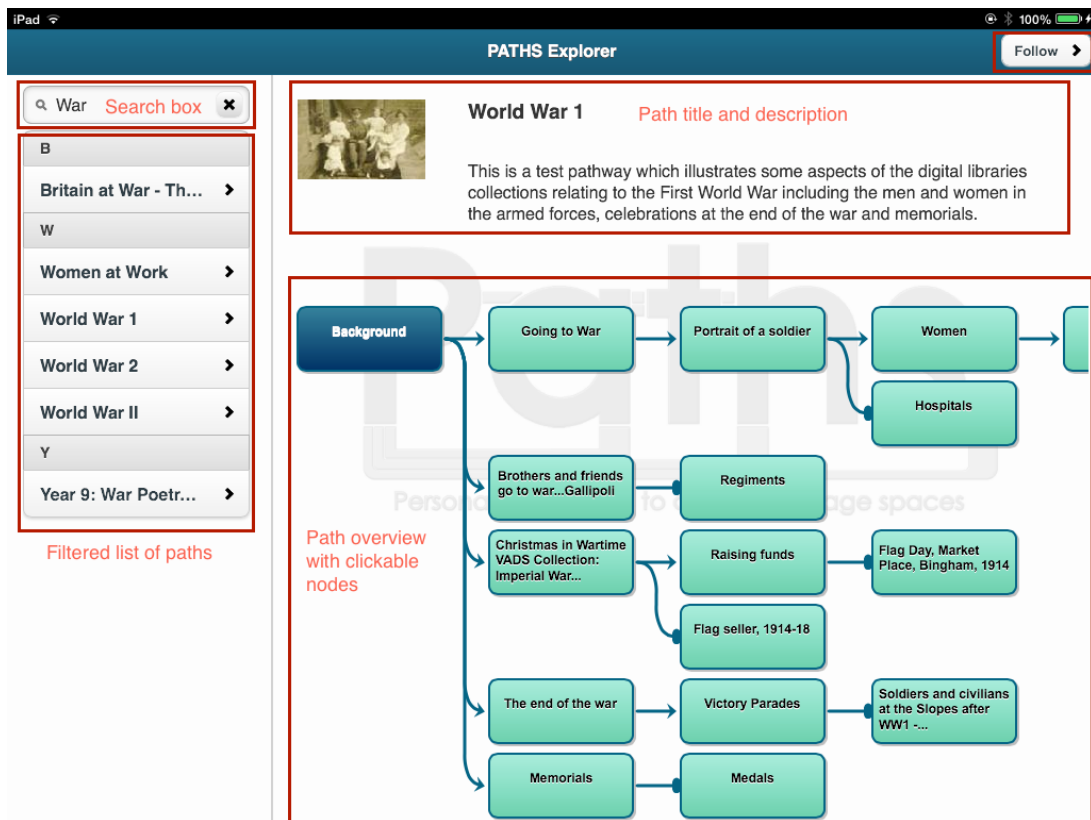 iPad 100%
PATHS Explorer
Follow
War Search box
B
Britain at War - Th...
W
Women at Work
World War 1
World War 2
World War II
Y
Year 9: War Poetr...
Filtered list of paths
World War 1 Path title and description
This is a test pathway which illustrates some aspects of the digital libraries
collections relating to the First World War including the men and women in
the armed forces, celebrations at the end of the war and memorials.
Paths
Background
Going to War
Portrait of a soldier
Women
Hospitals
Brothers and friends
go to war...Gallipoli
Regiments
to
age spaces
Path overview
with clickable
nodes
Christmas in Wartime
VADS Collection:
Imperial War...
Raising funds
Flag Day, Market
Place, Bingham, 1914
Flag seller, 1914-18
The end of the war
Victory Parades
Soldiers and civilians
at the Slopes after
WW1 -...
Memorials
Medals